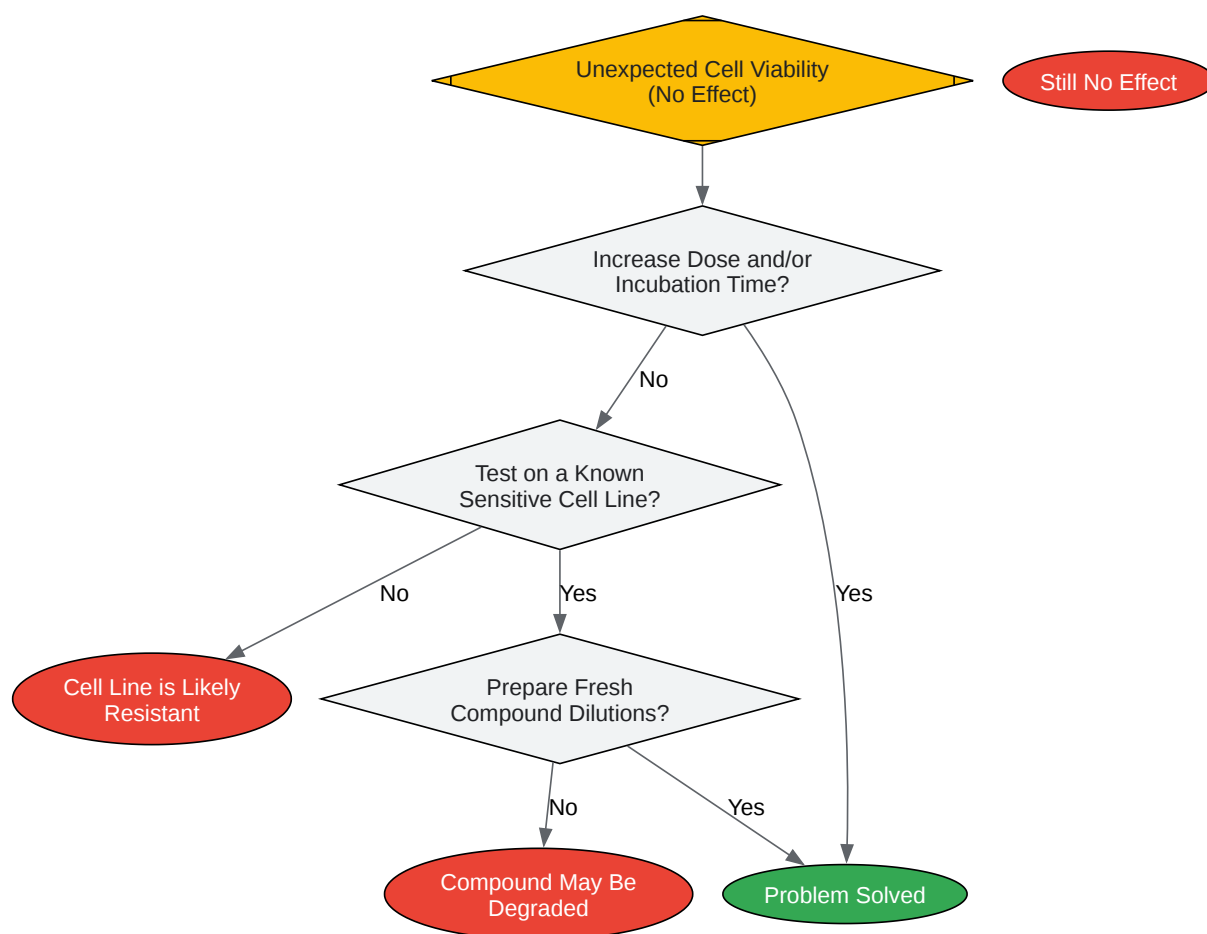 Unexpected Cell Viability
(No Effect)
Still No Effect
Increase Dose and/or
Incubation Time?
No
Test on a Known
Sensitive Cell Line?
No
Yes
Yes
Cell Line is Likely
Resistant
Prepare Fresh
Compound Dilutions?
No
Yes
Compound May Be
Degraded
Problem Solved